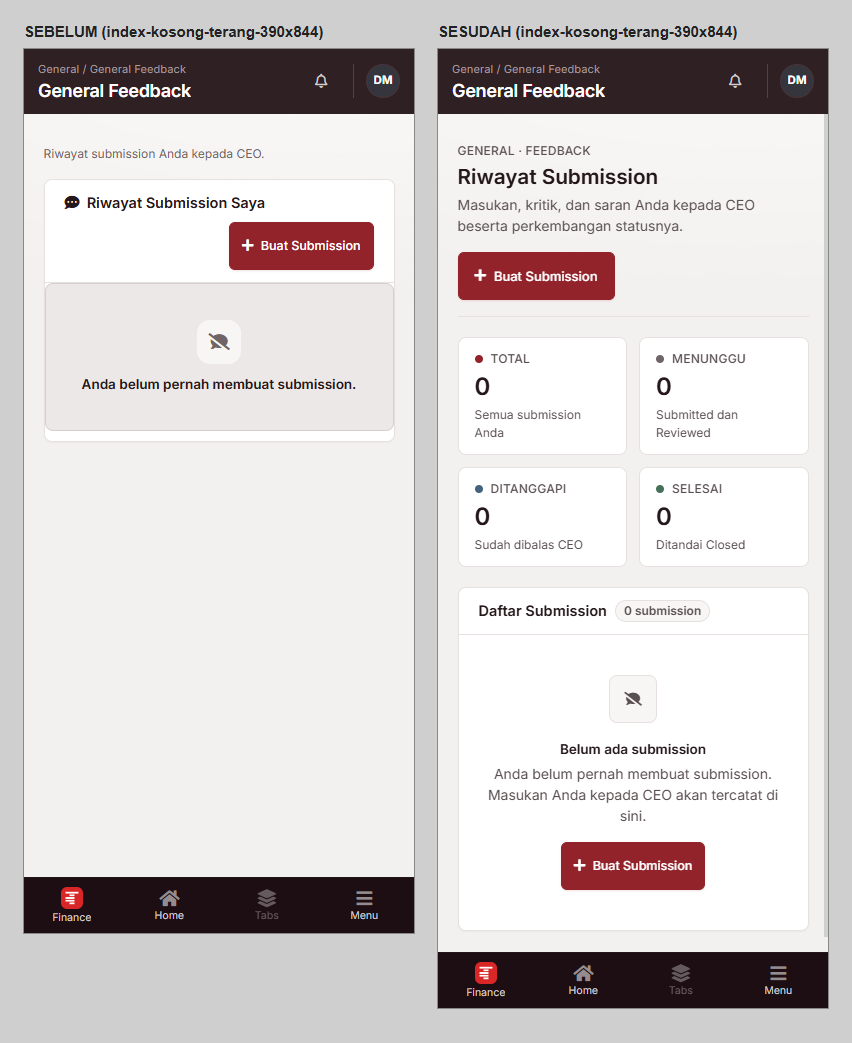 SEBELUM (index-kosong-terang-390x844)
General / General Feedback
General Feedback
DM
Riwayat submission Anda kepada CEO.
Riwayat Submission Saya
+ Buat Submission
Anda belum pernah membuat submission.
Finance
Home
Tabs
Menu
SESUDAH (index-kosong-terang-390x844)
General / General Feedback
General Feedback
DM
GENERAL · FEEDBACK
Riwayat Submission
Masukan, kritik, dan saran Anda kepada CEO
beserta perkembangan statusnya.
+ Buat Submission
TOTAL
0
Semua submission
Anda
MENUNGGU
0
Submitted dan
Reviewed
DITANGGAPI
0
Sudah dibalas CEO
SELESAI
0
Ditandai Closed
Daftar Submission
0 submission
Belum ada submission
Anda belum pernah membuat submission.
Masukan Anda kepada CEO akan tercatat di
sini.
+ Buat Submission
Finance
Home
Tabs
Menu